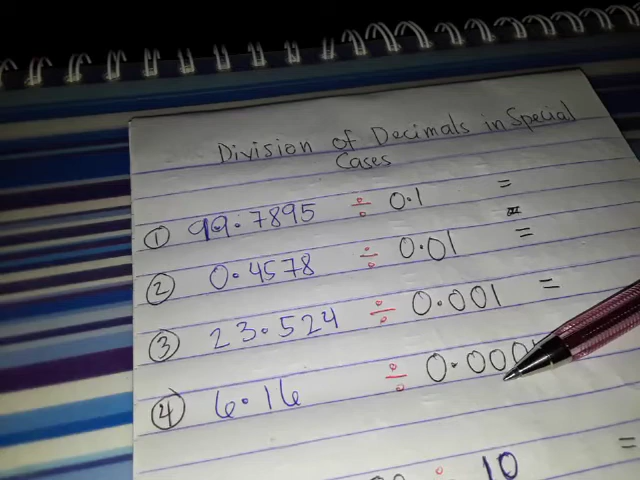 Division of Decimals in Special
Cases
① 99.7895 ÷ 0.1 =
② 0.4578 ÷ 0.01 =
③ 23.524 ÷ 0.001 =
④ 6.16 ÷
÷ 10 =